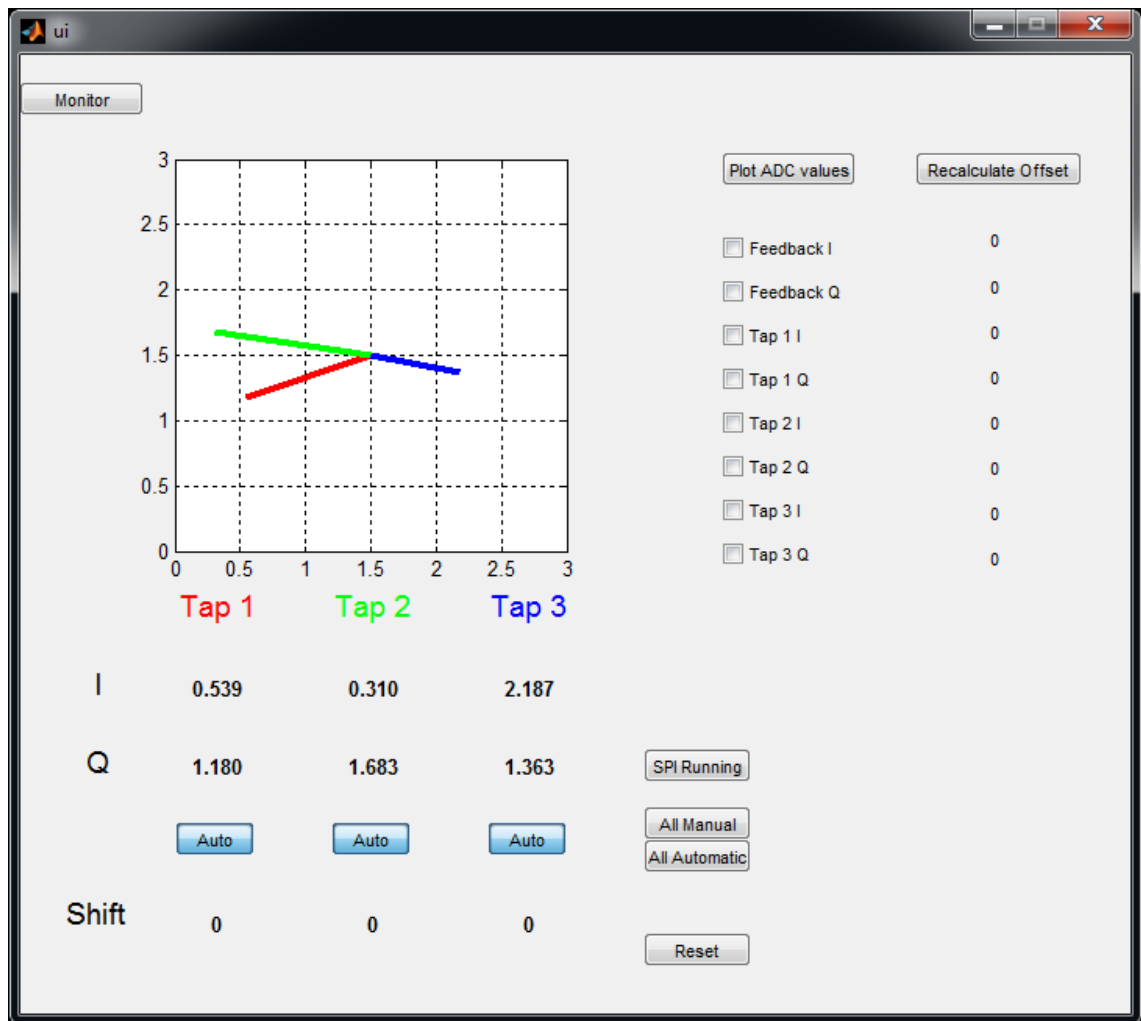 ui
Monitor
Plot ADC values
Recalculate Offset
3
2.5
2
1.5
1
0.5
0
0 0.5 1 1.5 2 2.5 3
Feedback I 0
Feedback Q 0
Tap 1 I 0
Tap 1 Q 0
Tap 2 I 0
Tap 2 Q 0
Tap 3 I 0
Tap 3 Q 0
Tap 1 Tap 2 Tap 3
I 0.539 0.310 2.187
Q 1.180 1.683 1.363
SPI Running
Auto Auto Auto
All Manual
All Automatic
Shift 0 0 0
Reset